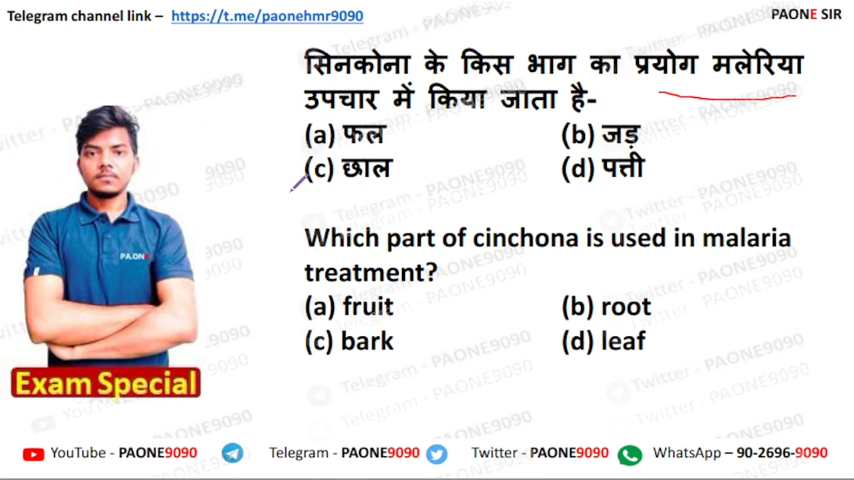 Telegram channel link – https://t.me/paonehmr9090
PAONE SIR
सिनकोना के किस भाग का प्रयोग मलेरिया
उपचार में किया जाता है-
(a) फल (b) जड़
(c) छाल (d) पत्ती
Which part of cinchona is used in malaria
treatment?
(a) fruit (b) root
(c) bark (d) leaf
PAONE
Exam Special
YouTube - PAONE9090 Telegram - PAONE9090 Twitter - PAONE9090 WhatsApp – 90-2696-9090